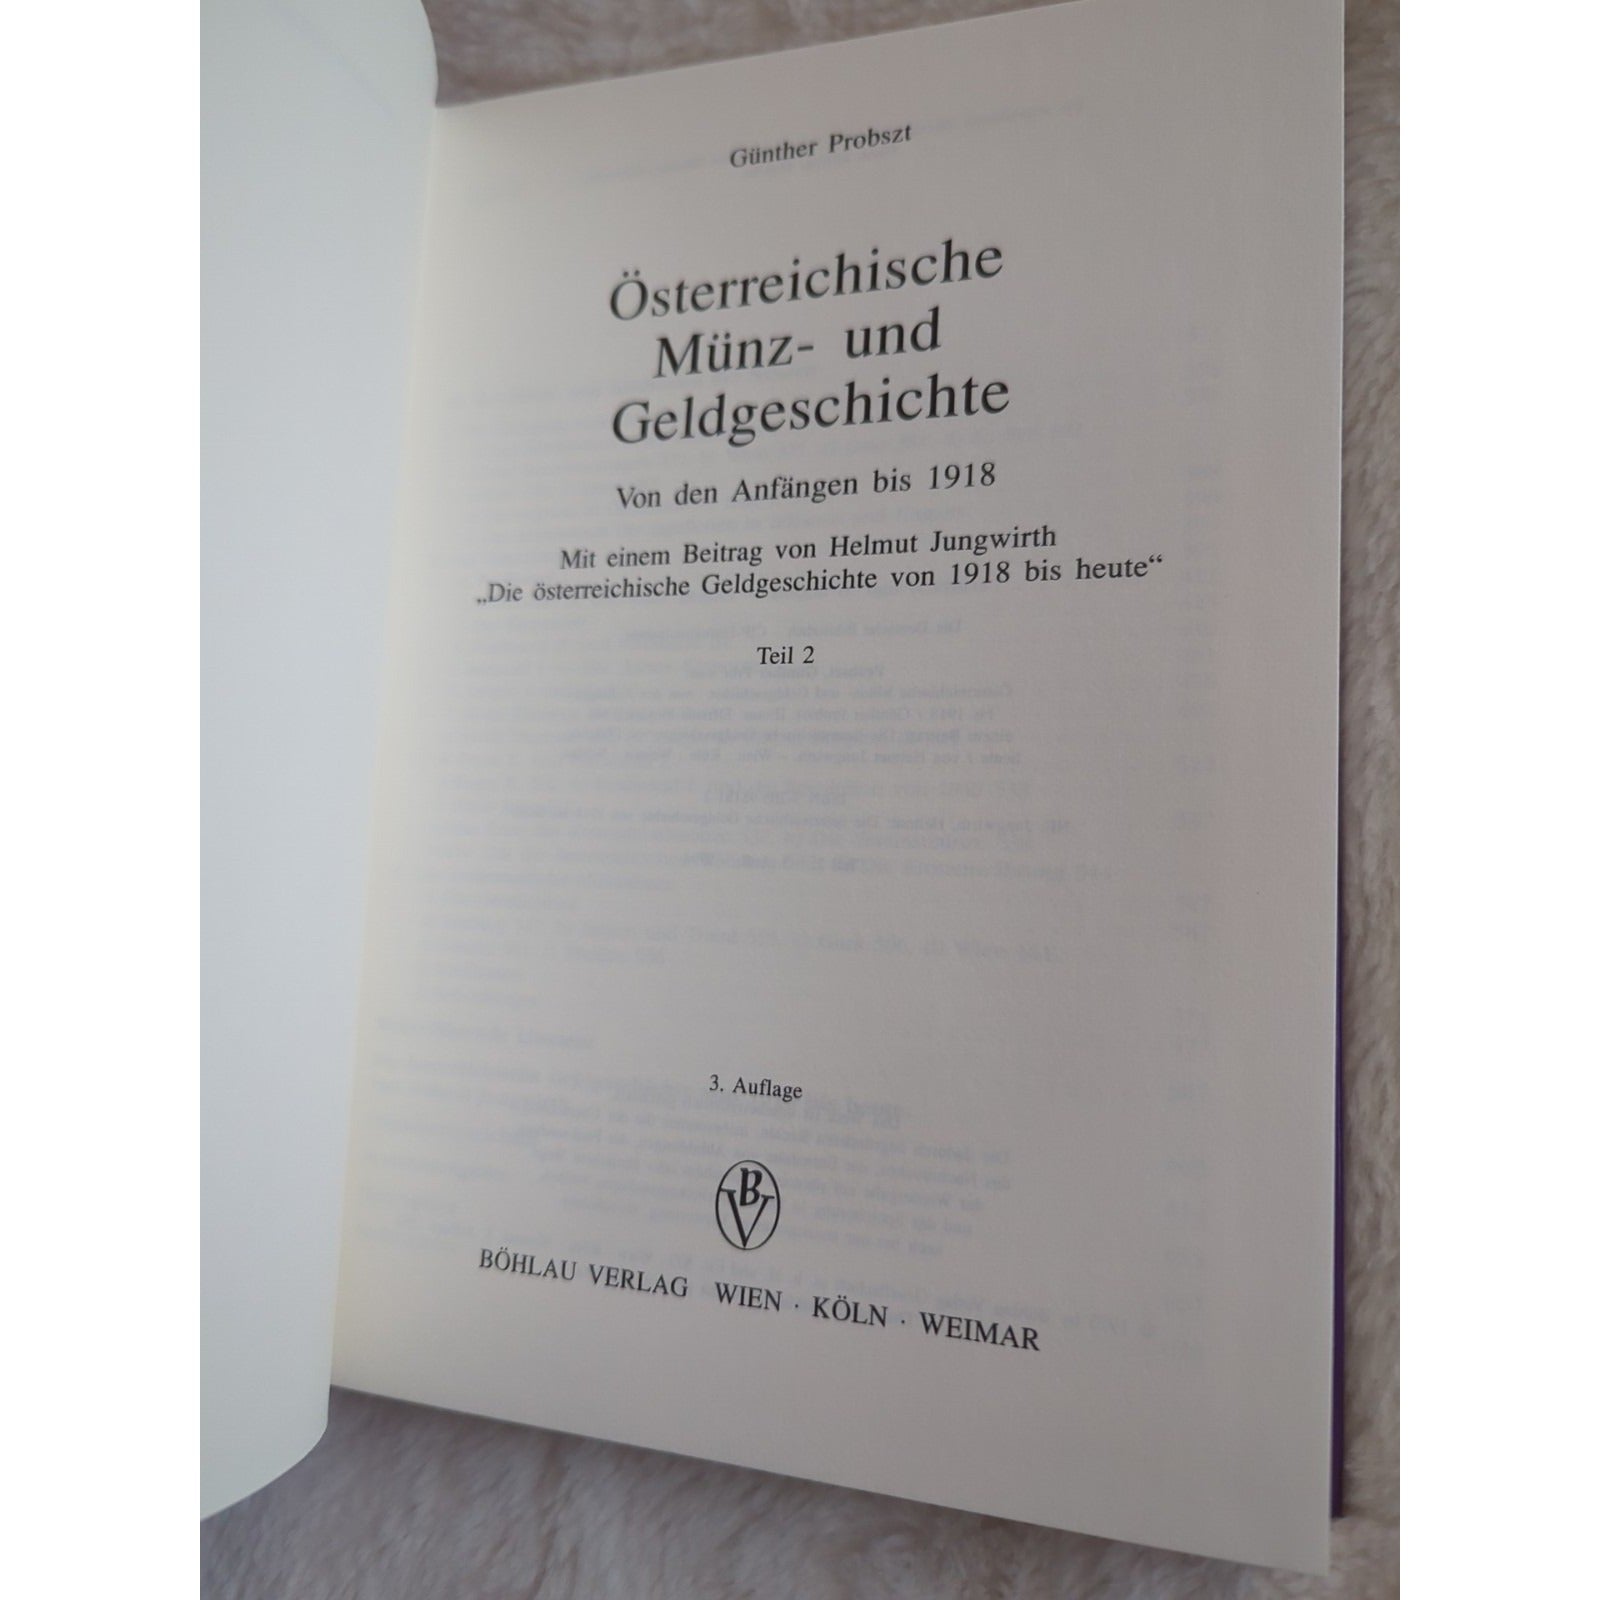 Günther Probszt
Österreichische
Münz- und
Geldgeschichte
Von den Anfängen bis 1918
Mit einem Beitrag von Helmut Jungwirth
„Die österreichische Geldgeschichte von 1918 bis heute“
Teil 2
3. Auflage
BV
BÖHLAU VERLAG WIEN · KÖLN · WEIMAR